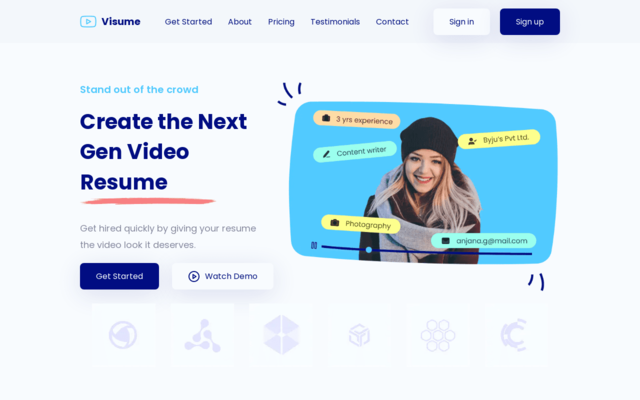 Visume
Get Started
About
Pricing
Testimonials
Contact
Sign in
Sign up
Stand out of the crowd
Create the Next
Gen Video
Resume
Get hired quickly by giving your resume
the video look it deserves.
Get Started
Watch Demo
3 yrs experience
Byju's Pvt Ltd.
Content writer
Photography
anjana.g@rnail.com